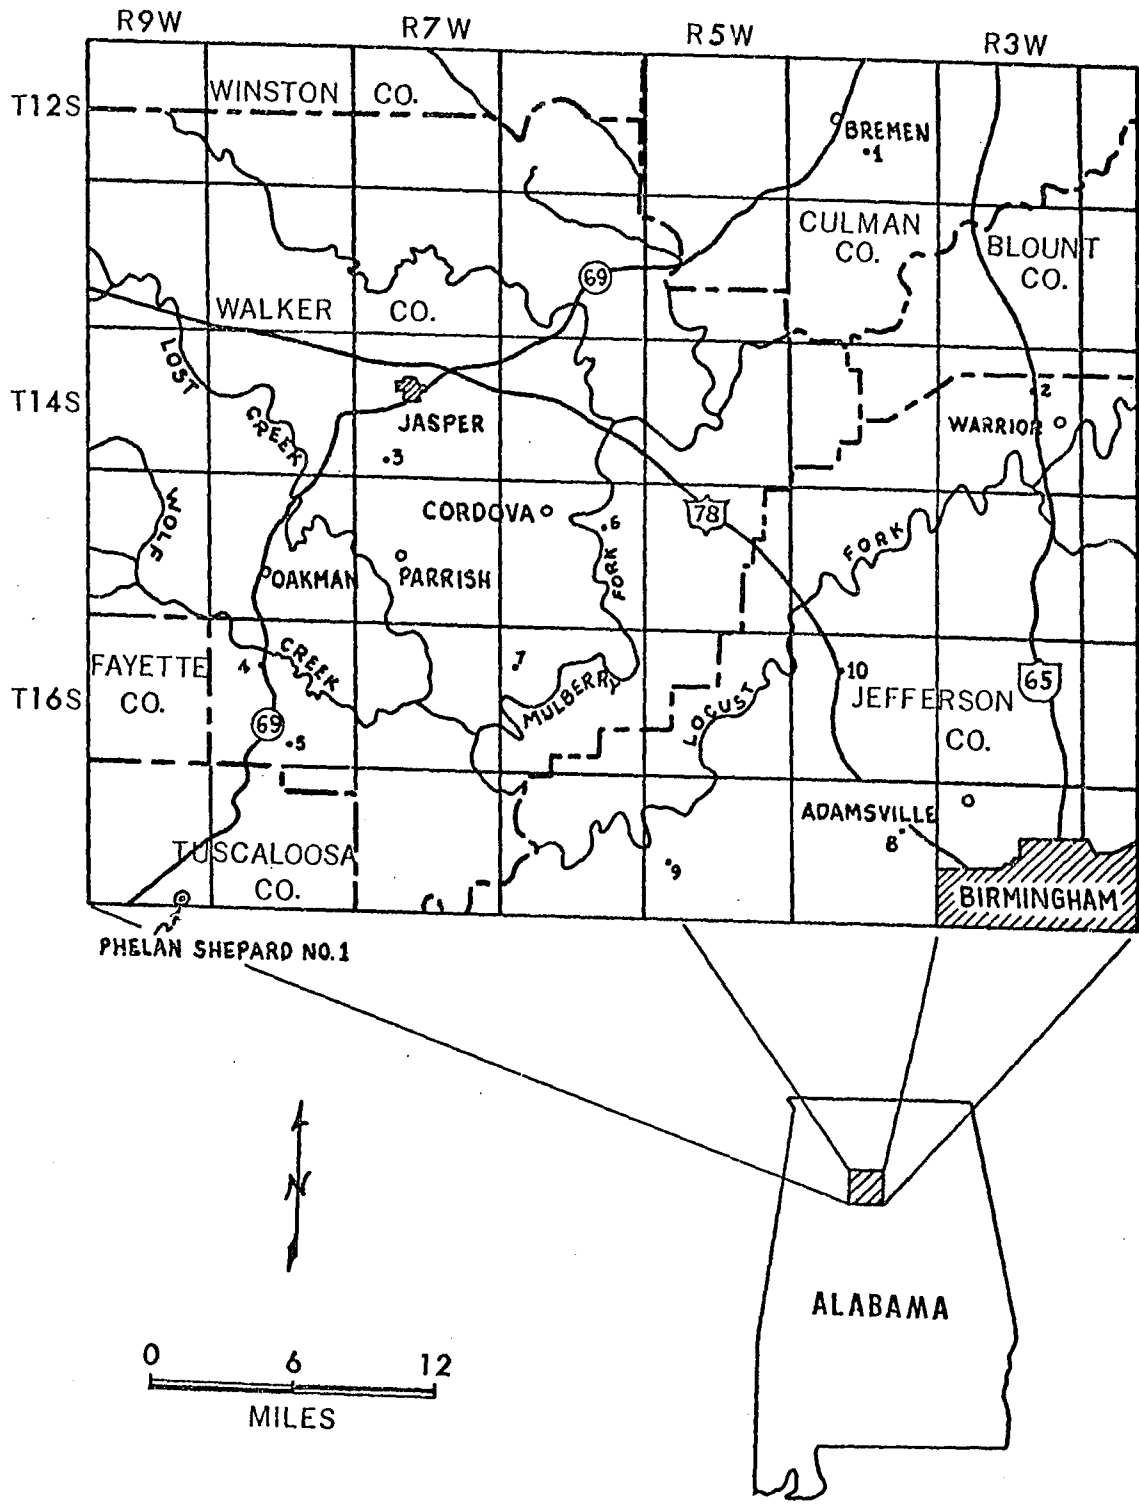 R9W R7W R5W R3W
T12S
WINSTON CO.
BREMEN
1
CULMAN
CO.
BLOUNT
CO.
69
WALKER CO.
LOST
CREEK
T14S
JASPER
2
WARRIOR
3
WOLF
CORDOVA
78
6
FORK
FORK
OAKMAN
PARRISH
FAYETTE
CO.
4
CREEK
7
MULBERRY
LOCUST
10
65
T16S
JEFFERSON
CO.
69
5
ADAMSVILLE
8
9
TUSCALOOSA
CO.
BIRMINGHAM
PHELAN SHEPARD NO.1
N
ALABAMA
0 6 12
MILES